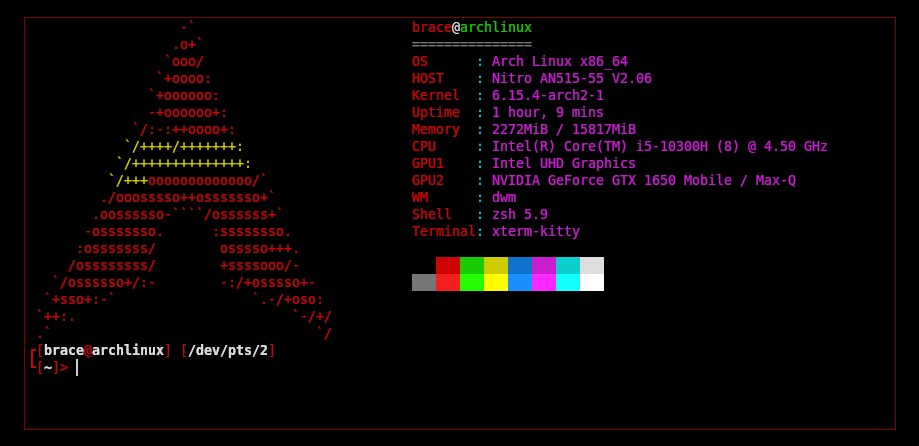 -`
                  .o+`
                 `ooo/
                `+oooo:
               `+oooooo:
               -+oooooo+:
             `/:-:++oooo+:
            `/++++/+++++++:
           `/++++++++++++++:
          `/+++ooooooooooooo/`
         ./ooosssso++osssssso+`
        .oossssso-````/ossssss+`
       -osssssso.      :ssssssso.
      :osssssss/        osssso+++.
     /ossssssss/        +ssssooo/-
   `/ossssso+/:-        -:/+osssso+-
  `+sso+:-`                 `.-/+oso:
 `++:.                           `-/+/
 .`                                 `/
brace@archlinux
===============
OS      : Arch Linux x86_64
HOST    : Nitro AN515-55 V2.06
Kernel  : 6.15.4-arch2-1
Uptime  : 1 hour, 9 mins
Memory  : 2272MiB / 15817MiB
CPU     : Intel(R) Core(TM) i5-10300H (8) @ 4.50 GHz
GPU1    : Intel UHD Graphics
GPU2    : NVIDIA GeForce GTX 1650 Mobile / Max-Q
WM      : dwm
Shell   : zsh 5.9
Terminal: xterm-kitty
┏[brace@archlinux] [/dev/pts/2]
┗[~]>